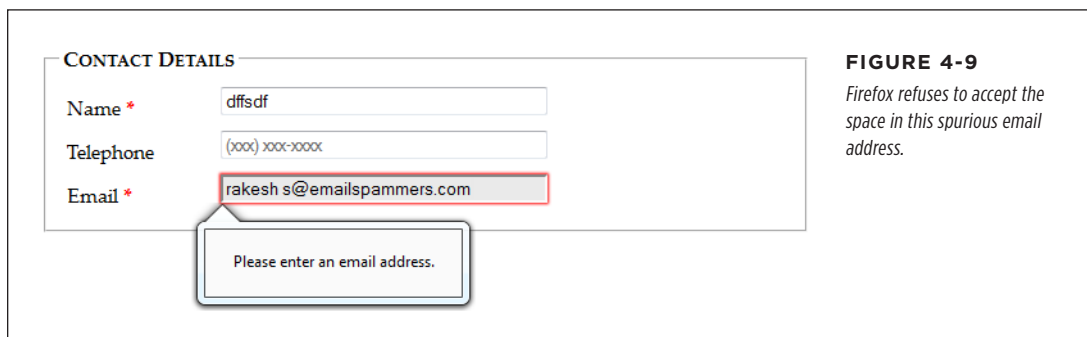 CONTACT DETAILS
Name *
dffsdf
Telephone
(xxx) xxx-xxxx
Email *
rakesh s@emailspammers.com
Please enter an email address.
FIGURE 4-9
Firefox refuses to accept the
space in this spurious email
address.